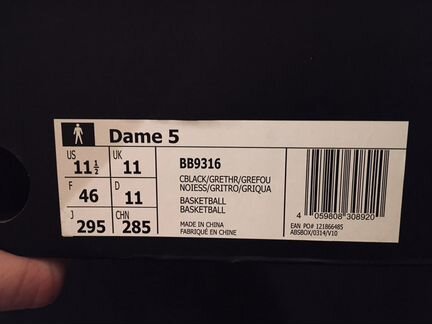 Dame 5
US 11½ UK 11
F 46 D 11
J 295 CHN 285
BB9316
CBLACK/GRETHR/GREFOU
NOIESS/GRITRO/GRIQUA
BASKETBALL
BASKETBALL
MADE IN CHINA
FABRIQUÉ EN CHINE
4 059808 308920
EAN PO# 121866485
ABSBOX/0314/V10